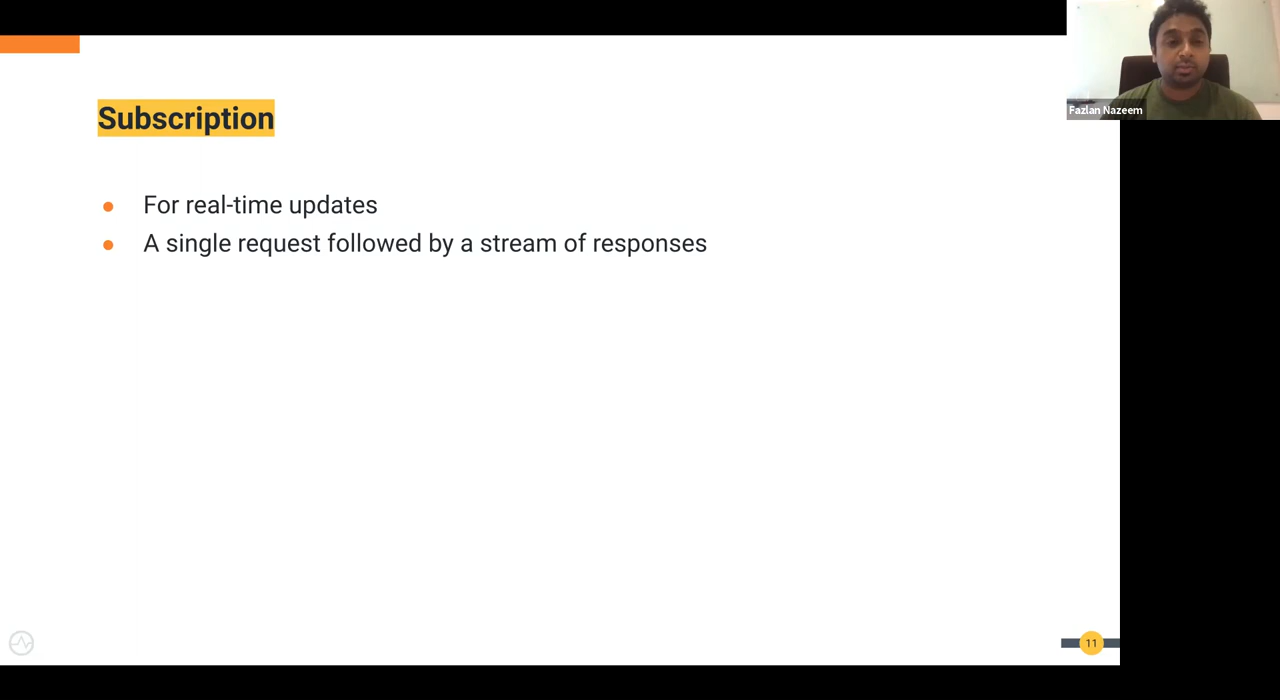 Fazlan Nazeem
Subscription
● For real-time updates
● A single request followed by a stream of responses
11